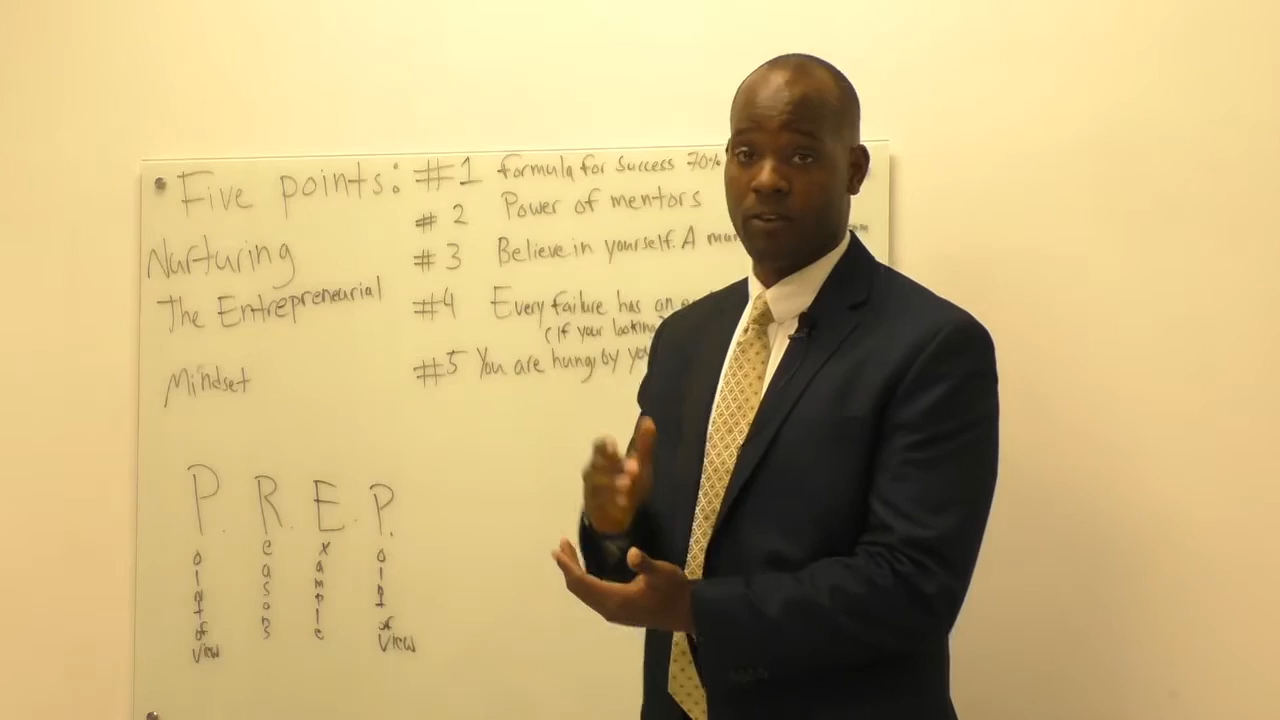 Five points:
Nurturing
The Entrepreneurial
Mindset
#1 formula for success 70%
#2 Power of mentors
#3 Believe in yourself. A
#4 Every failure has an
(If your looking
#5 You are hung by
P. R. E. P.
Point of View
Reasons
Example
Point of View